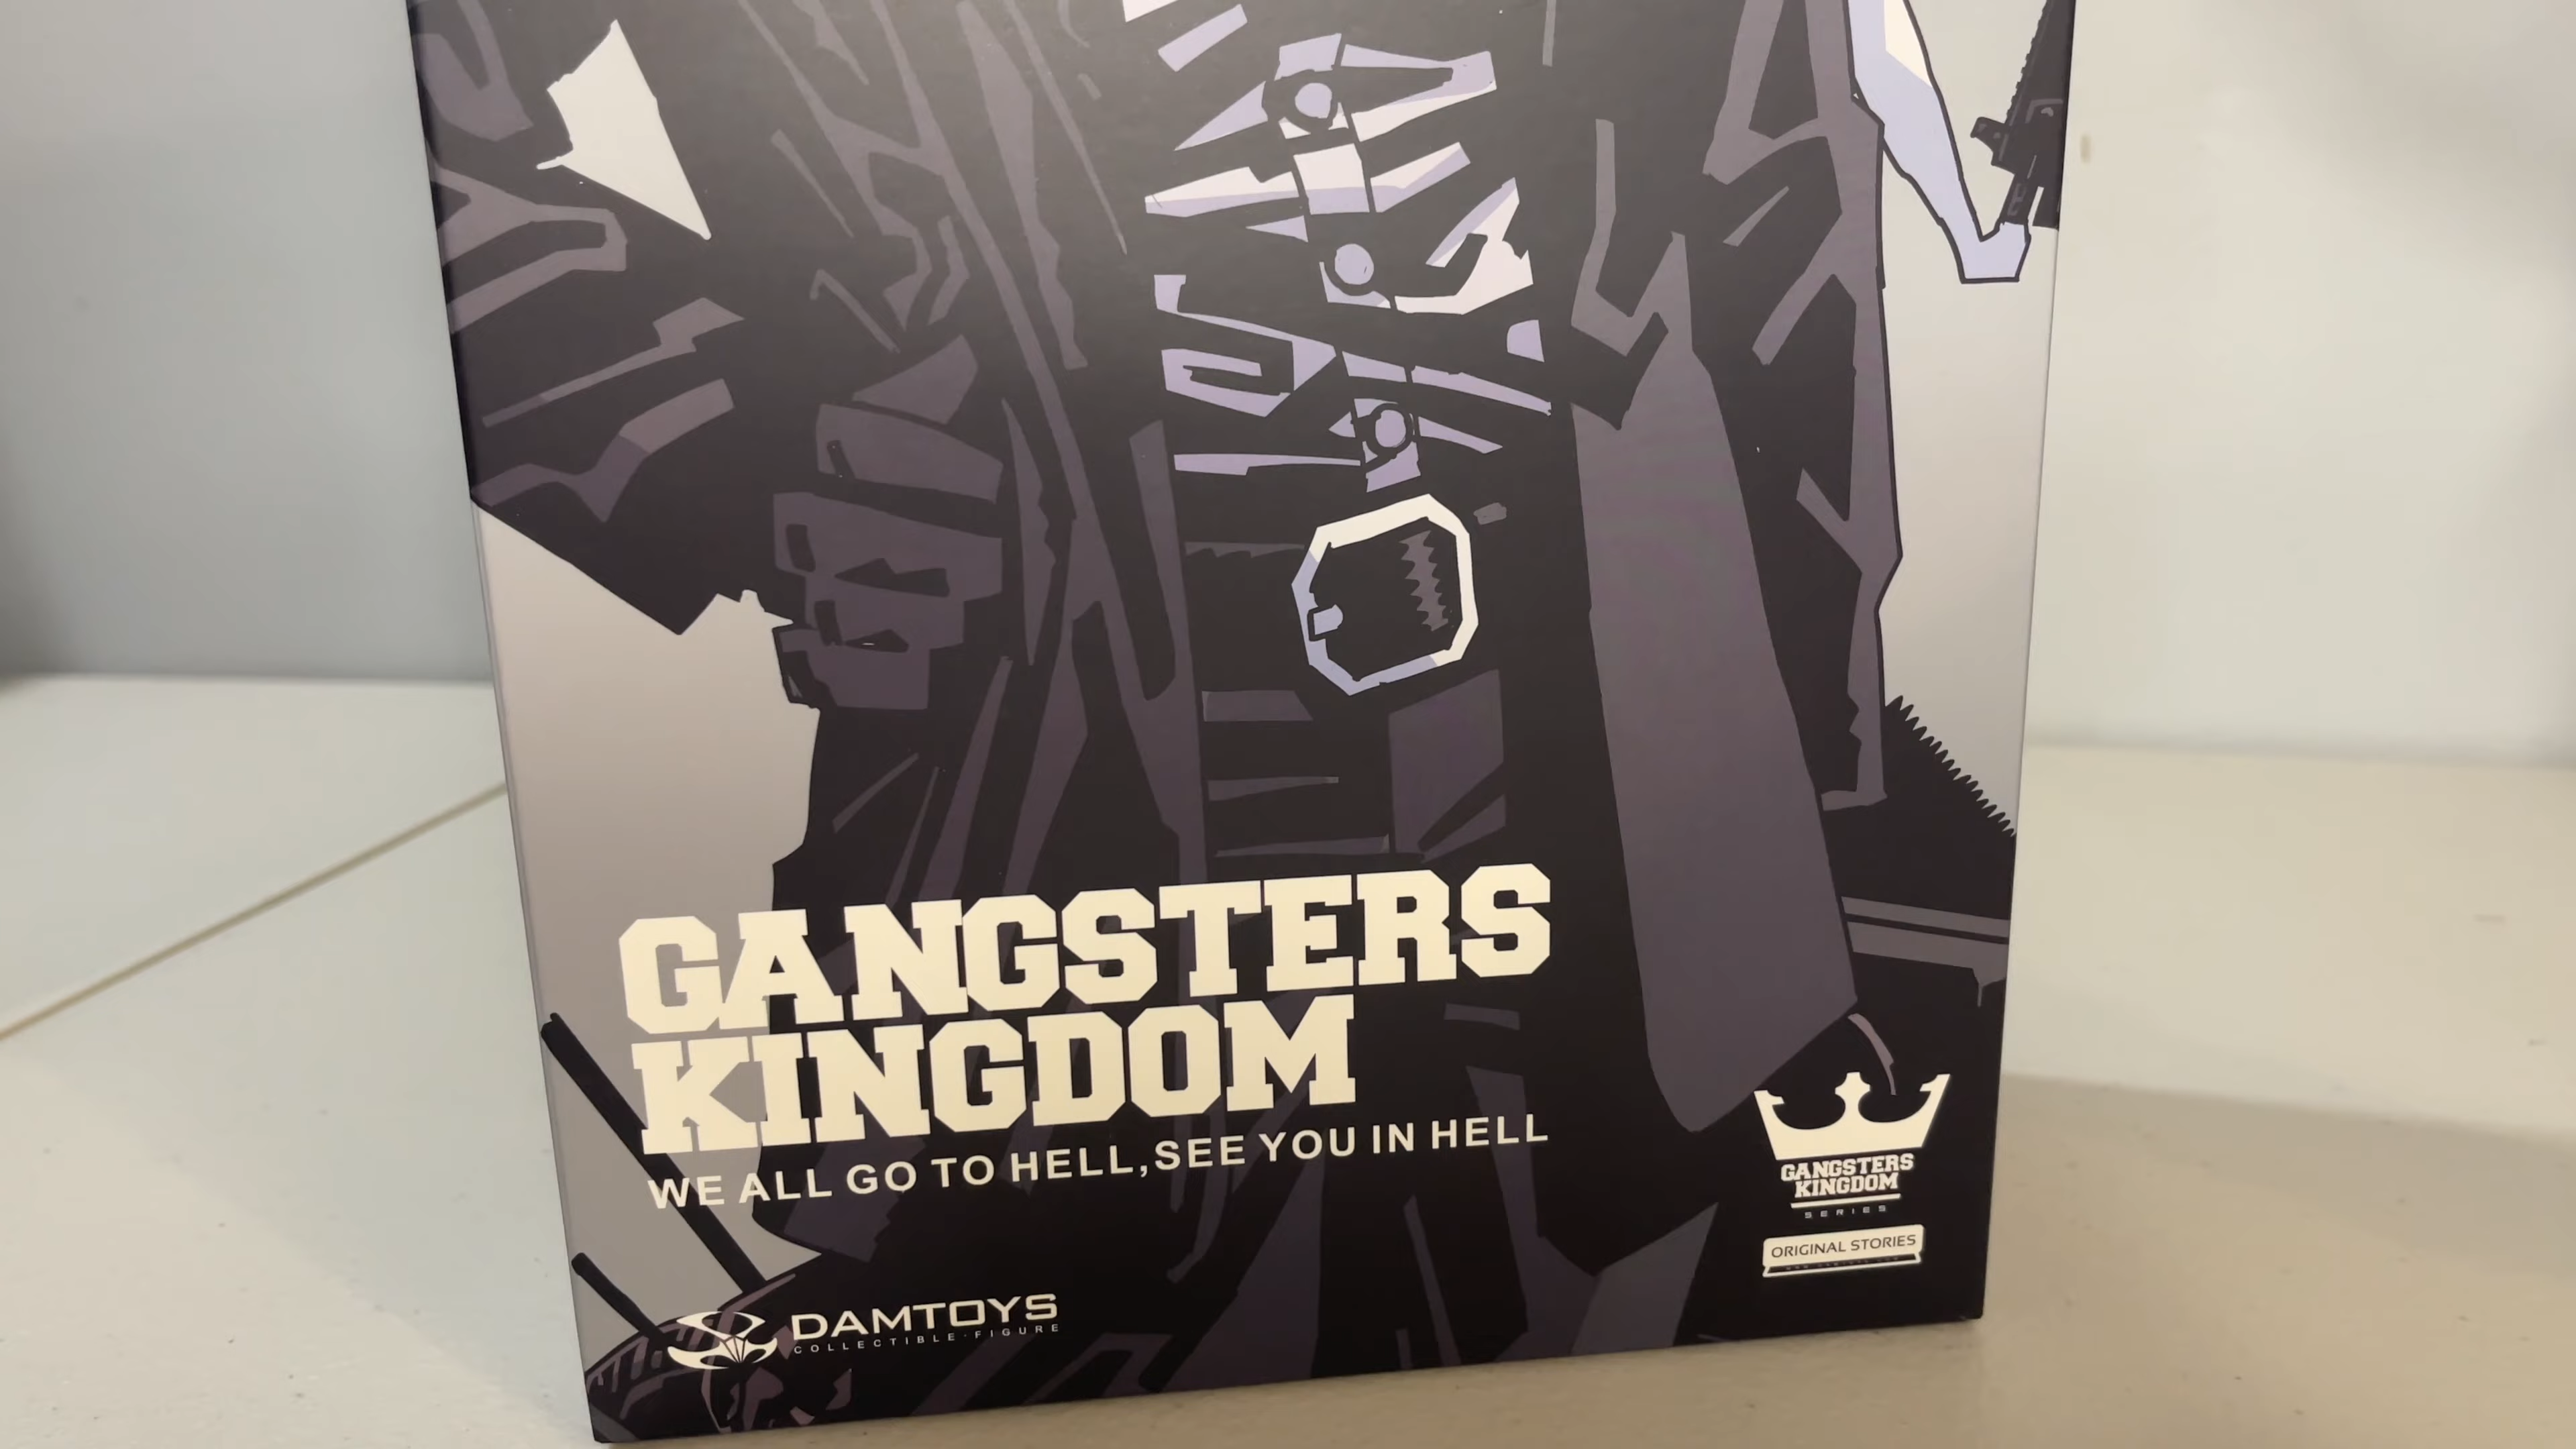 GANGSTERS
KINGDOM
WE ALL GO TO HELL,SEE YOU IN HELL
GANGSTERS
KINGDOM
SERIES
ORIGINAL STORIES
DAMTOYS
COLLECTIBLE·FIGURE